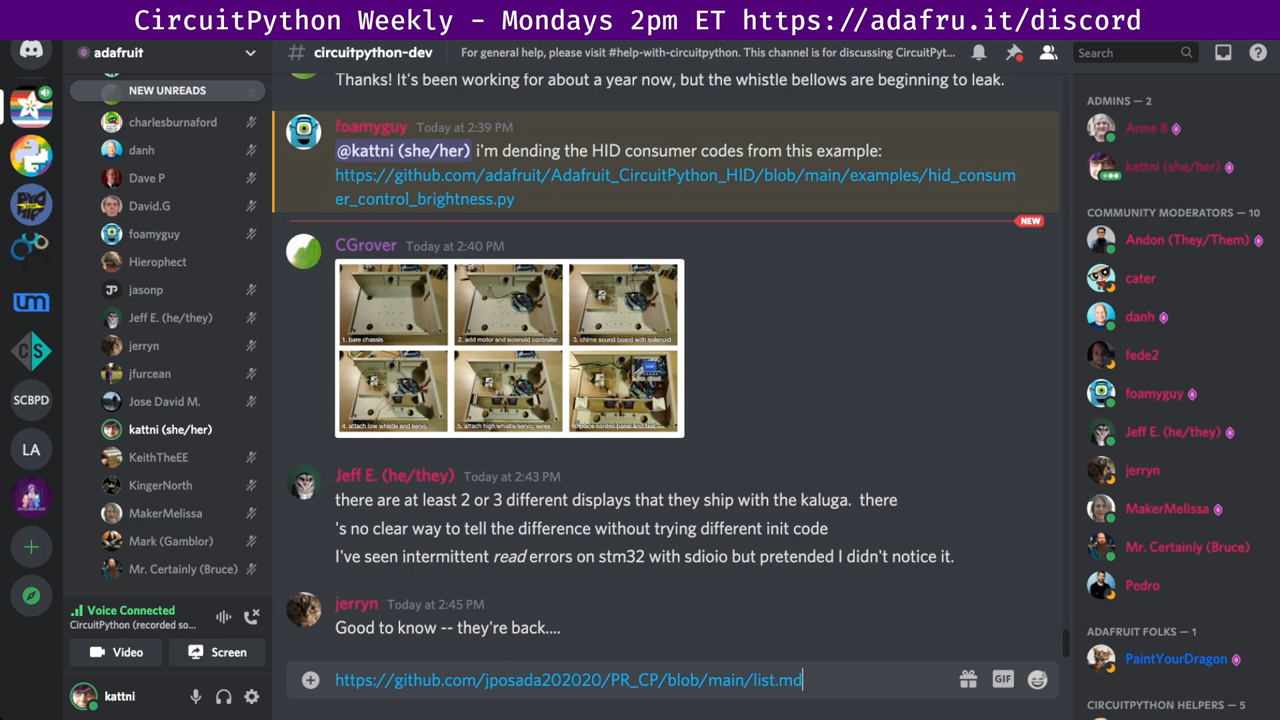 CircuitPython Weekly - Mondays 2pm ET https://adafru.it/discord
adafruit
NEW UNREADS
charlesburnaford
danh
Dave P
David.G
foamyguy
Hierophect
jasonp
Jeff E. (he/they)
jerryn
jfurcean
Jose David M.
kattni (she/her)
KeithTheEE
KingerNorth
MakerMelissa
Mark (Gamblor)
Mr. Certainly (Bruce)
Voice Connected
CircuitPython (recorded so...
Video
Screen
kattni
UM
CS
SCBPD
LA
JP
# circuitpython-dev
For general help, please visit #help-with-circuitpython. This channel is for discussing CircuitPyt...
Search
Thanks! It's been working for about a year now, but the whistle bellows are beginning to leak.
foamyguy Today at 2:39 PM
@kattni (she/her) i'm dending the HID consumer codes from this example:
https://github.com/adafruit/Adafruit_CircuitPython_HID/blob/main/examples/hid_consum
er_control_brightness.py
NEW
CGrover Today at 2:40 PM
1. bare chassis
2. add motor and solenoid controller
3. chime sound board with solenoid
4. attach low whistle and servo
5. attach high whistle/servo; wires
Jeff E. (he/they) Today at 2:43 PM
there are at least 2 or 3 different displays that they ship with the kaluga. there
's no clear way to tell the difference without trying different init code
I've seen intermittent read errors on stm32 with sdioio but pretended I didn't notice it.
jerryn Today at 2:45 PM
Good to know -- they're back....
https://github.com/jposada202020/PR_CP/blob/main/list.md
GIF
ADMINS — 2
Anne B
kattni (she/her)
COMMUNITY MODERATORS — 10
Andon (They/Them)
cater
danh
fede2
foamyguy
Jeff E. (he/they)
jerryn
MakerMelissa
Mr. Certainly (Bruce)
Pedro
ADAFRUIT FOLKS — 1
PaintYourDragon
CIRCUITPYTHON HELPERS — 5